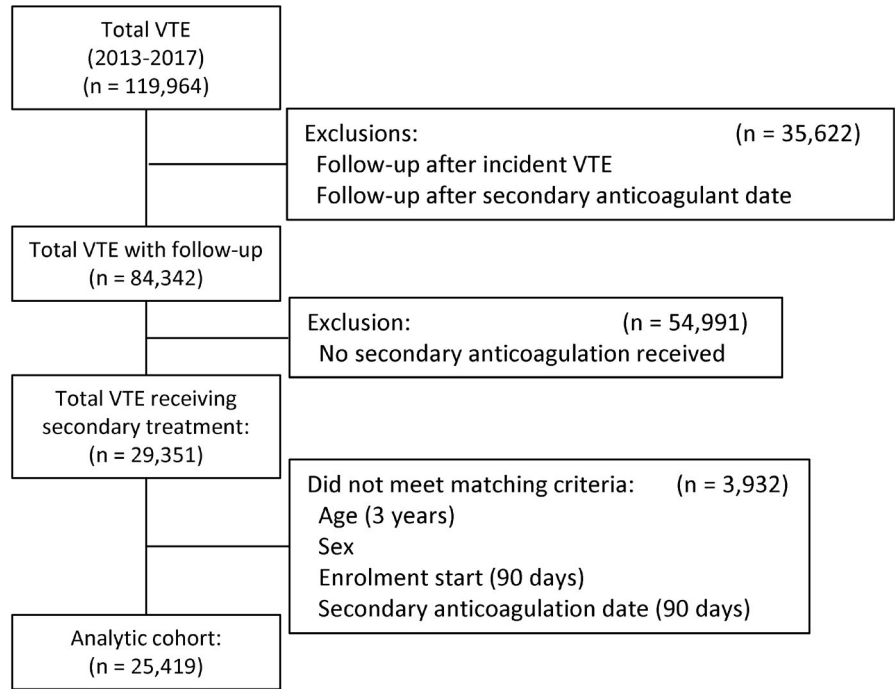 Total VTE
(2013-2017)
(n = 119,964)
Exclusions: (n = 35,622)
Follow-up after incident VTE
Follow-up after secondary anticoagulant date
Total VTE with follow-up
(n = 84,342)
Exclusion: (n = 54,991)
No secondary anticoagulation received
Total VTE receiving
secondary treatment:
(n = 29,351)
Did not meet matching criteria: (n = 3,932)
Age (3 years)
Sex
Enrolment start (90 days)
Secondary anticoagulation date (90 days)
Analytic cohort:
(n = 25,419)